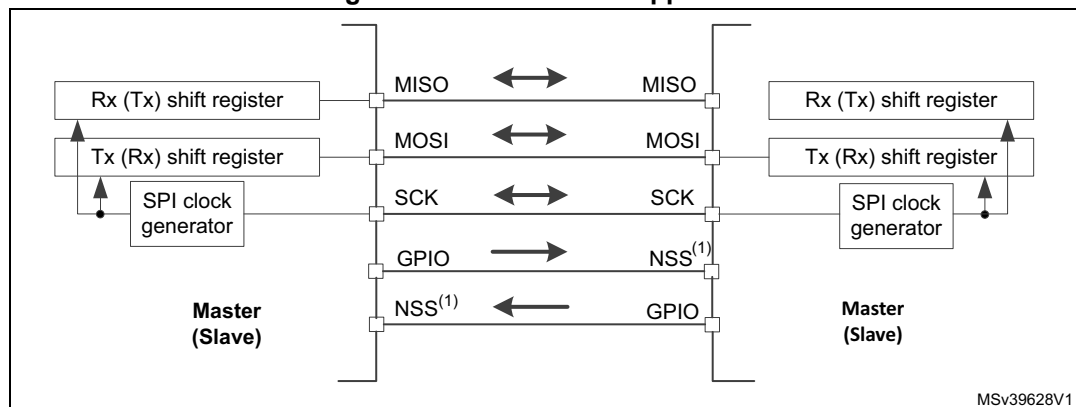 MISO MISO
Rx (Tx) shift register Rx (Tx) shift register
MOSI MOSI
Tx (Rx) shift register Tx (Rx) shift register
SCK SCK
SPI clock generator SPI clock generator
GPIO NSS(1)
NSS(1) GPIO
Master Master
(Slave) (Slave)
MSv39628V1